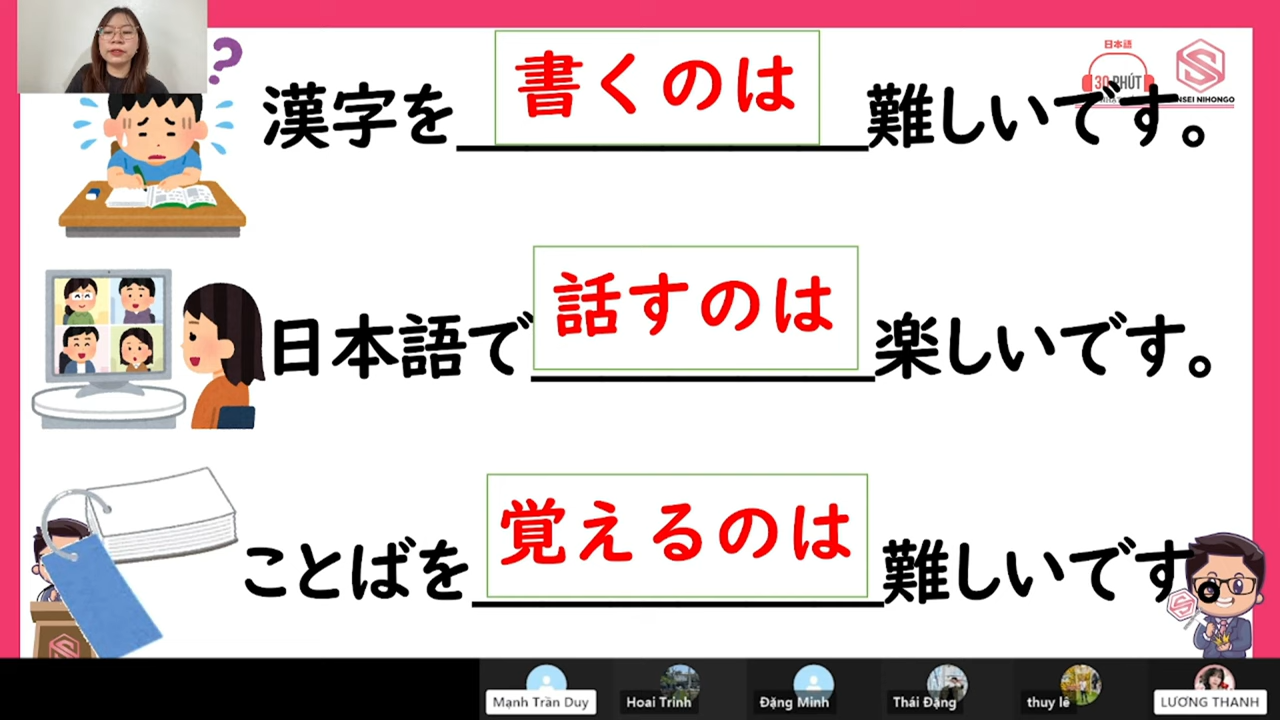 日本語
30 PHÚT
NSEI NIHONGO
漢字を 書くのは 難しいです。
日本語で 話すのは 楽しいです。
ことばを 覚えるのは 難しいです。
Mạnh Trần Duy
Hoai Trinh
Đặng Minh
Thái Đặng
thuy lê
LƯƠNG THANH